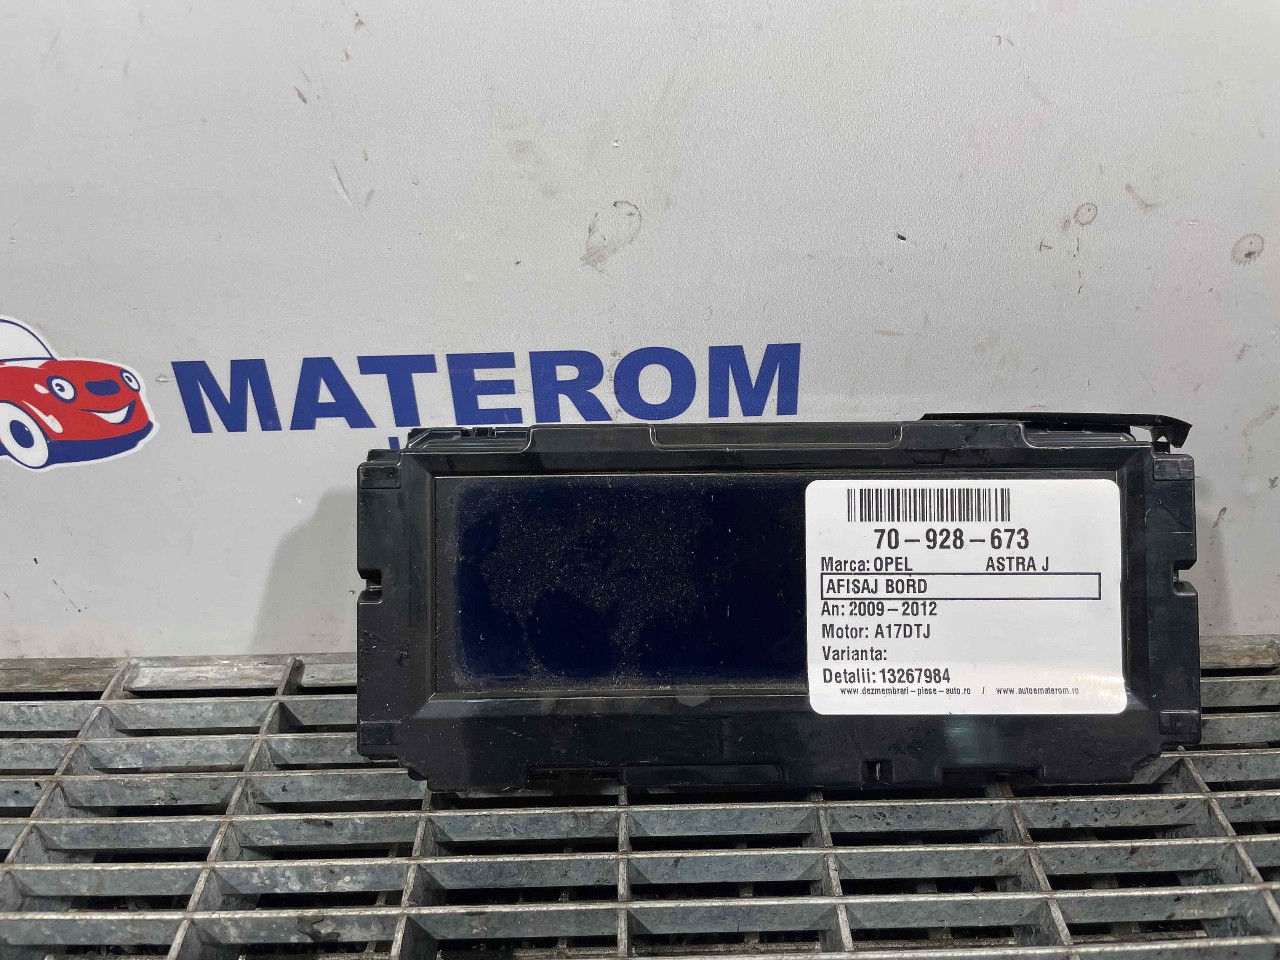 MATEROM
70-928-673
Marca: OPEL ASTRA J
AFISAJ BORD
An: 2009-2012
Motor: A17DTJ
Varianta:
Detalii: 13267984
www.dezmembrari-piese-auto.ro / www.autoematerom.ro